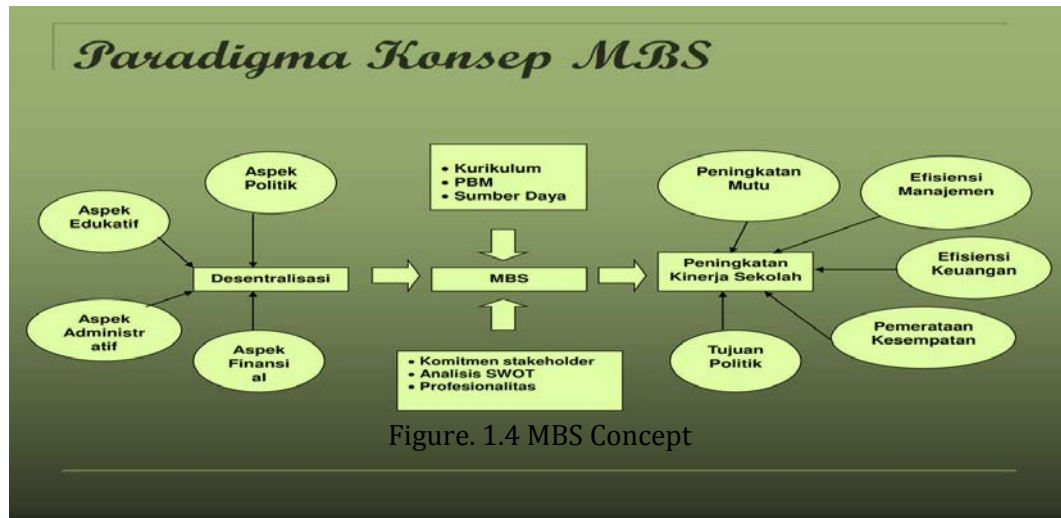 Paradigma Konsep MBS
Aspek
Politik
Aspek
Edukatif
Desentralisasi
Aspek
Administr
atif
Aspek
Finansi
al
• Kurikulum
• PBM
• Sumber Daya
MBS
• Komitmen stakeholder
• Analisis SWOT
• Profesionalitas
Peningkatan
Mutu
Efisiensi
Manajemen
Peningkatan
Kinerja Sekolah
Efisiensi
Keuangan
Pemerataan
Kesempatan
Tujuan
Politik
Figure. 1.4 MBS Concept